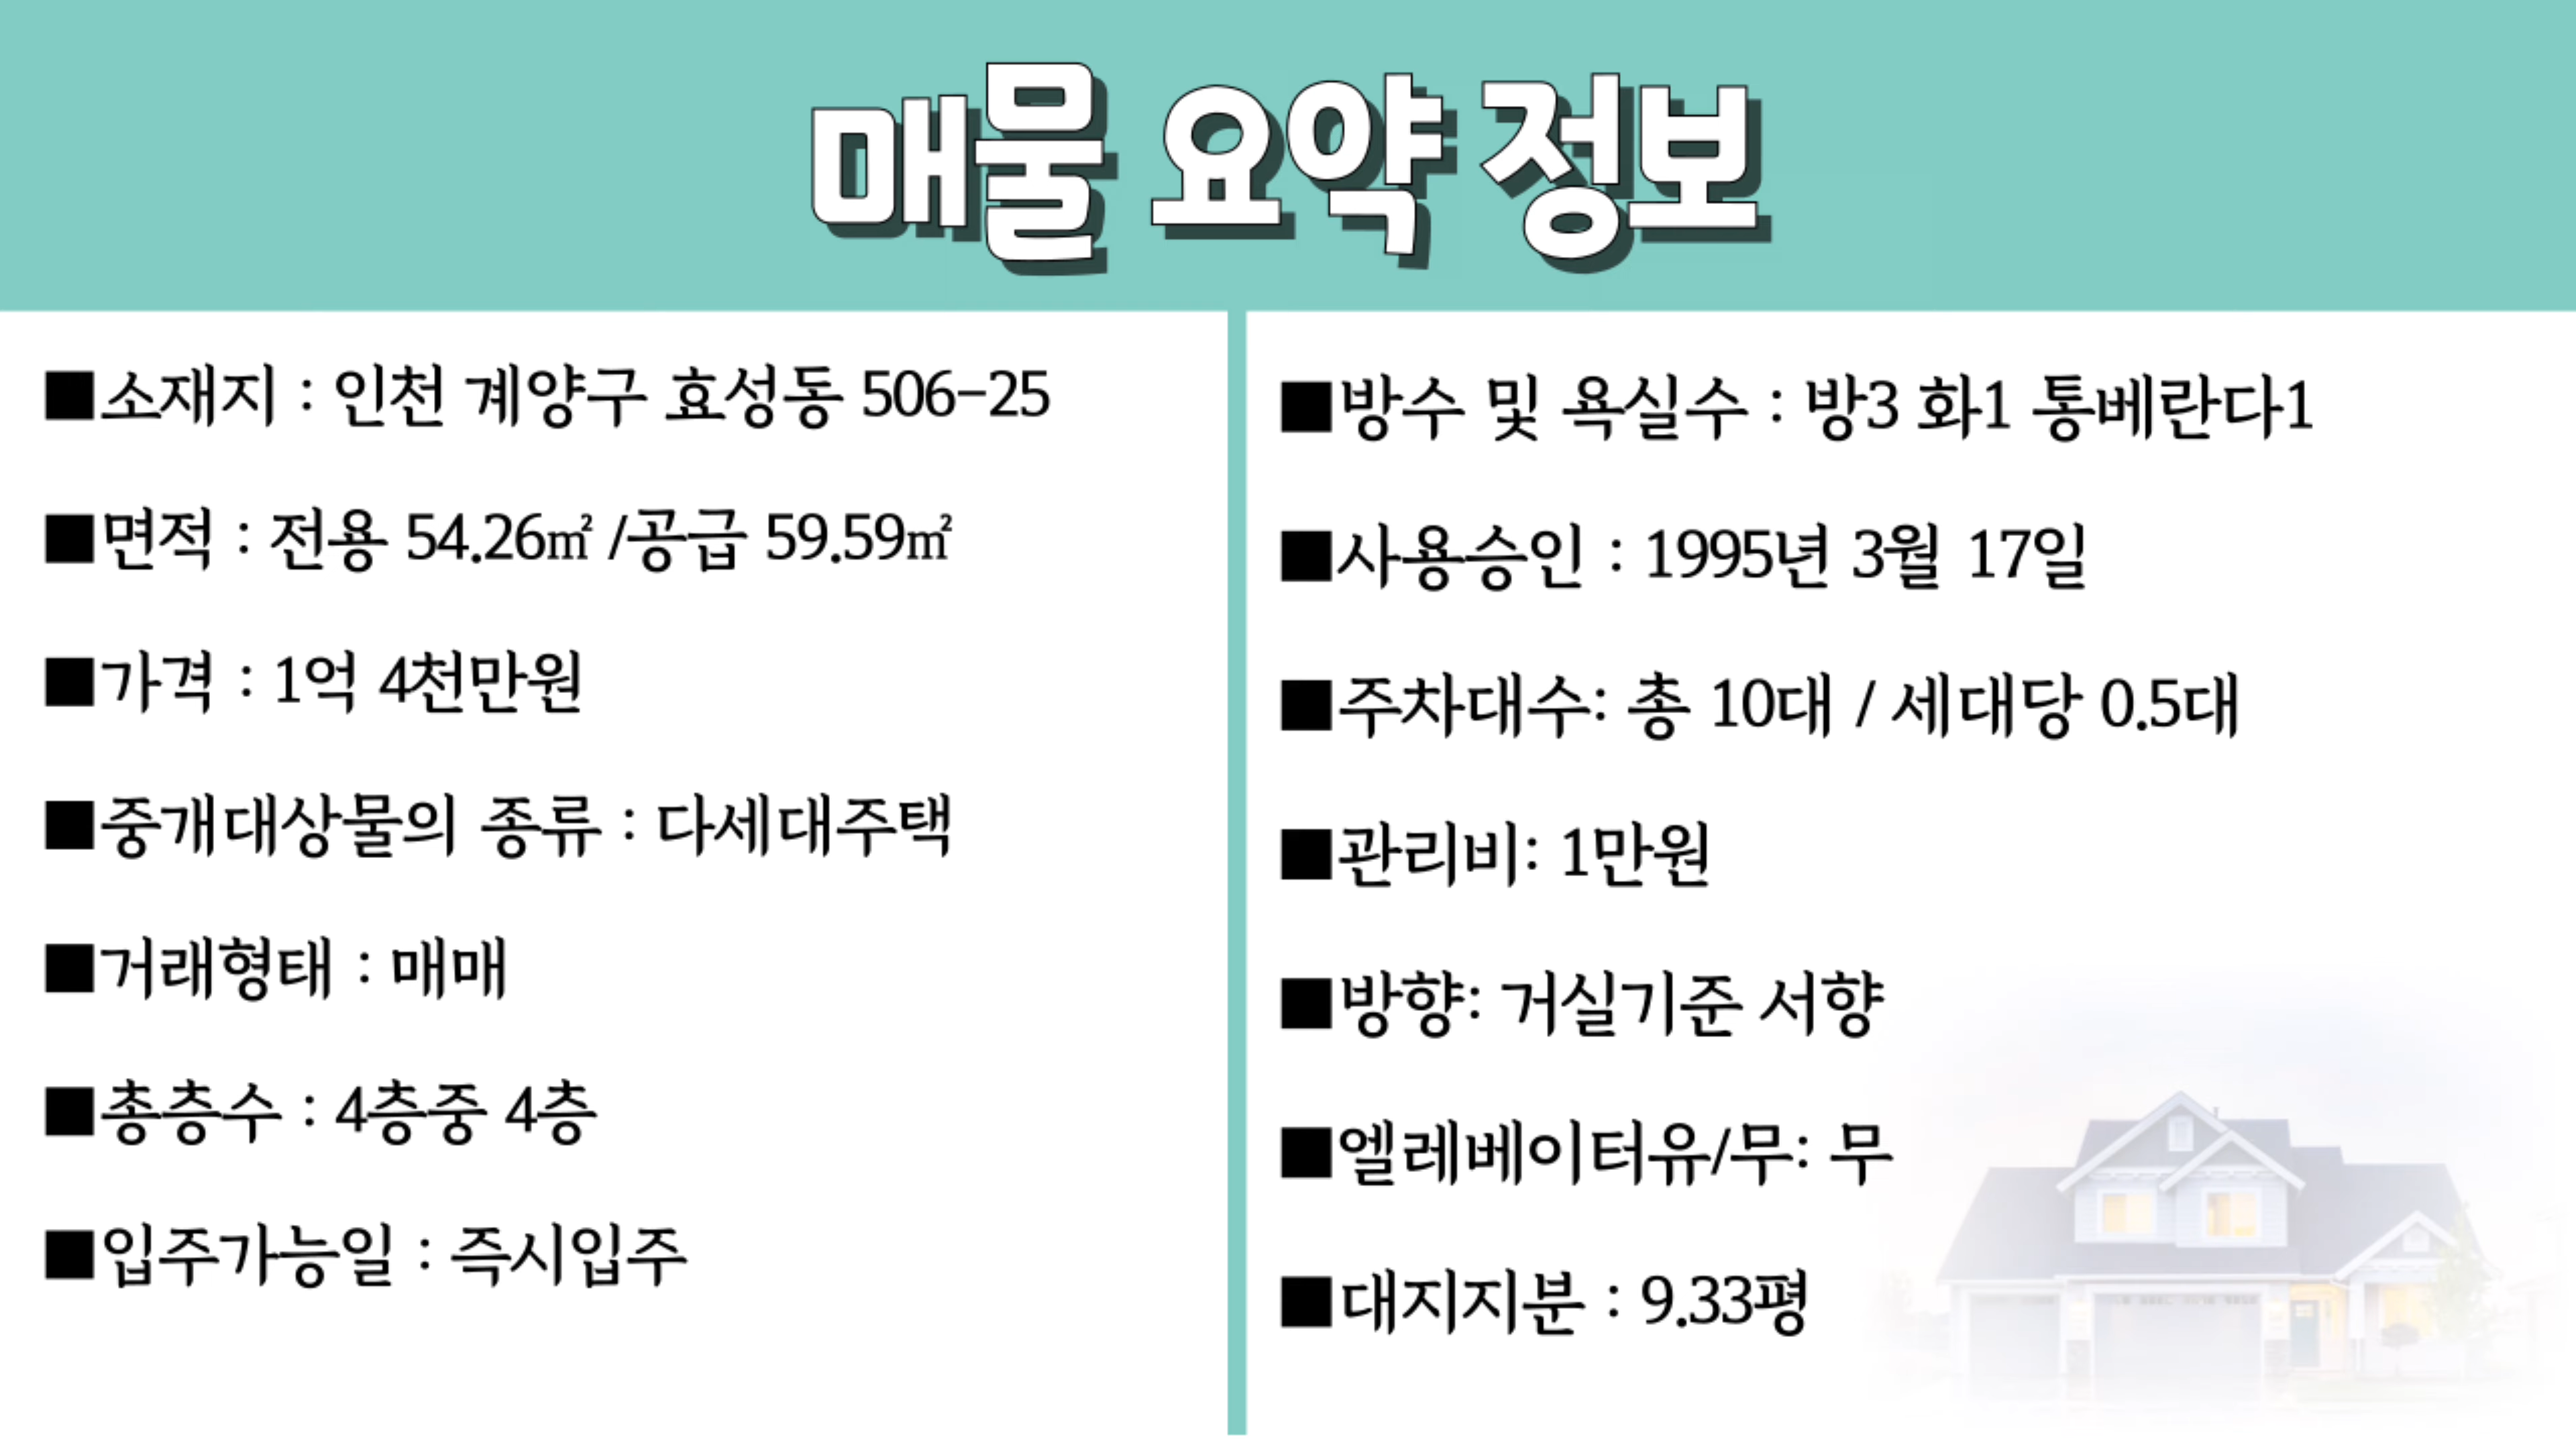 매물 요약 정보
■소재지 : 인천 계양구 효성동 506-25
■면적 : 전용 54.26㎡ /공급 59.59㎡
■가격 : 1억 4천만원
■중개대상물의 종류 : 다세대주택
■거래형태 : 매매
■총층수 : 4층중 4층
■입주가능일 : 즉시입주
■방수 및 욕실수 : 방3 화1 통베란다1
■사용승인 : 1995년 3월 17일
■주차대수: 총 10대 / 세대당 0.5대
■관리비: 1만원
■방향: 거실기준 서향
■엘레베이터유/무: 무
■대지지분 : 9.33평